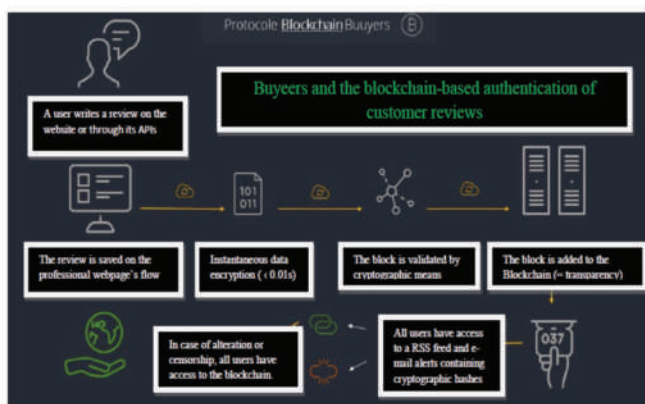 Protocole Blockchain Buuyers
Buyeers and the blockchain-based authentication of
customer reviews
A user writes a review on the
website or through its APIs
101
011
The review is saved on the
professional webpage's flow
Instantaneous data
encryption (‹ 0.01s)
The block is validated by
cryptographic means
The block is added to the
Blockchain (= transparency)
In case of alteration or
censorship, all users have
access to the blockchain.
All users have access
to a RSS feed and e-
mail alerts containing
cryptographic hashes
037